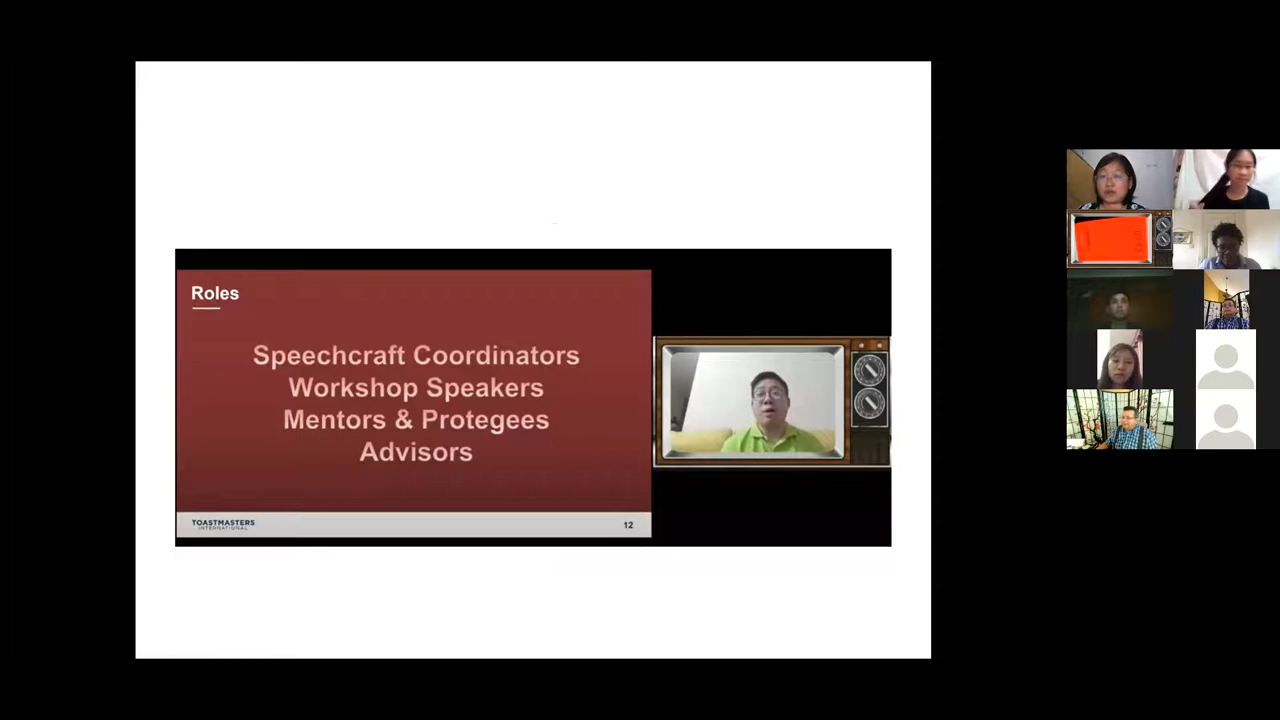 Roles
Speechcraft Coordinators
Workshop Speakers
Mentors & Protegees
Advisors
TOASTMASTERS
INTERNATIONAL
12